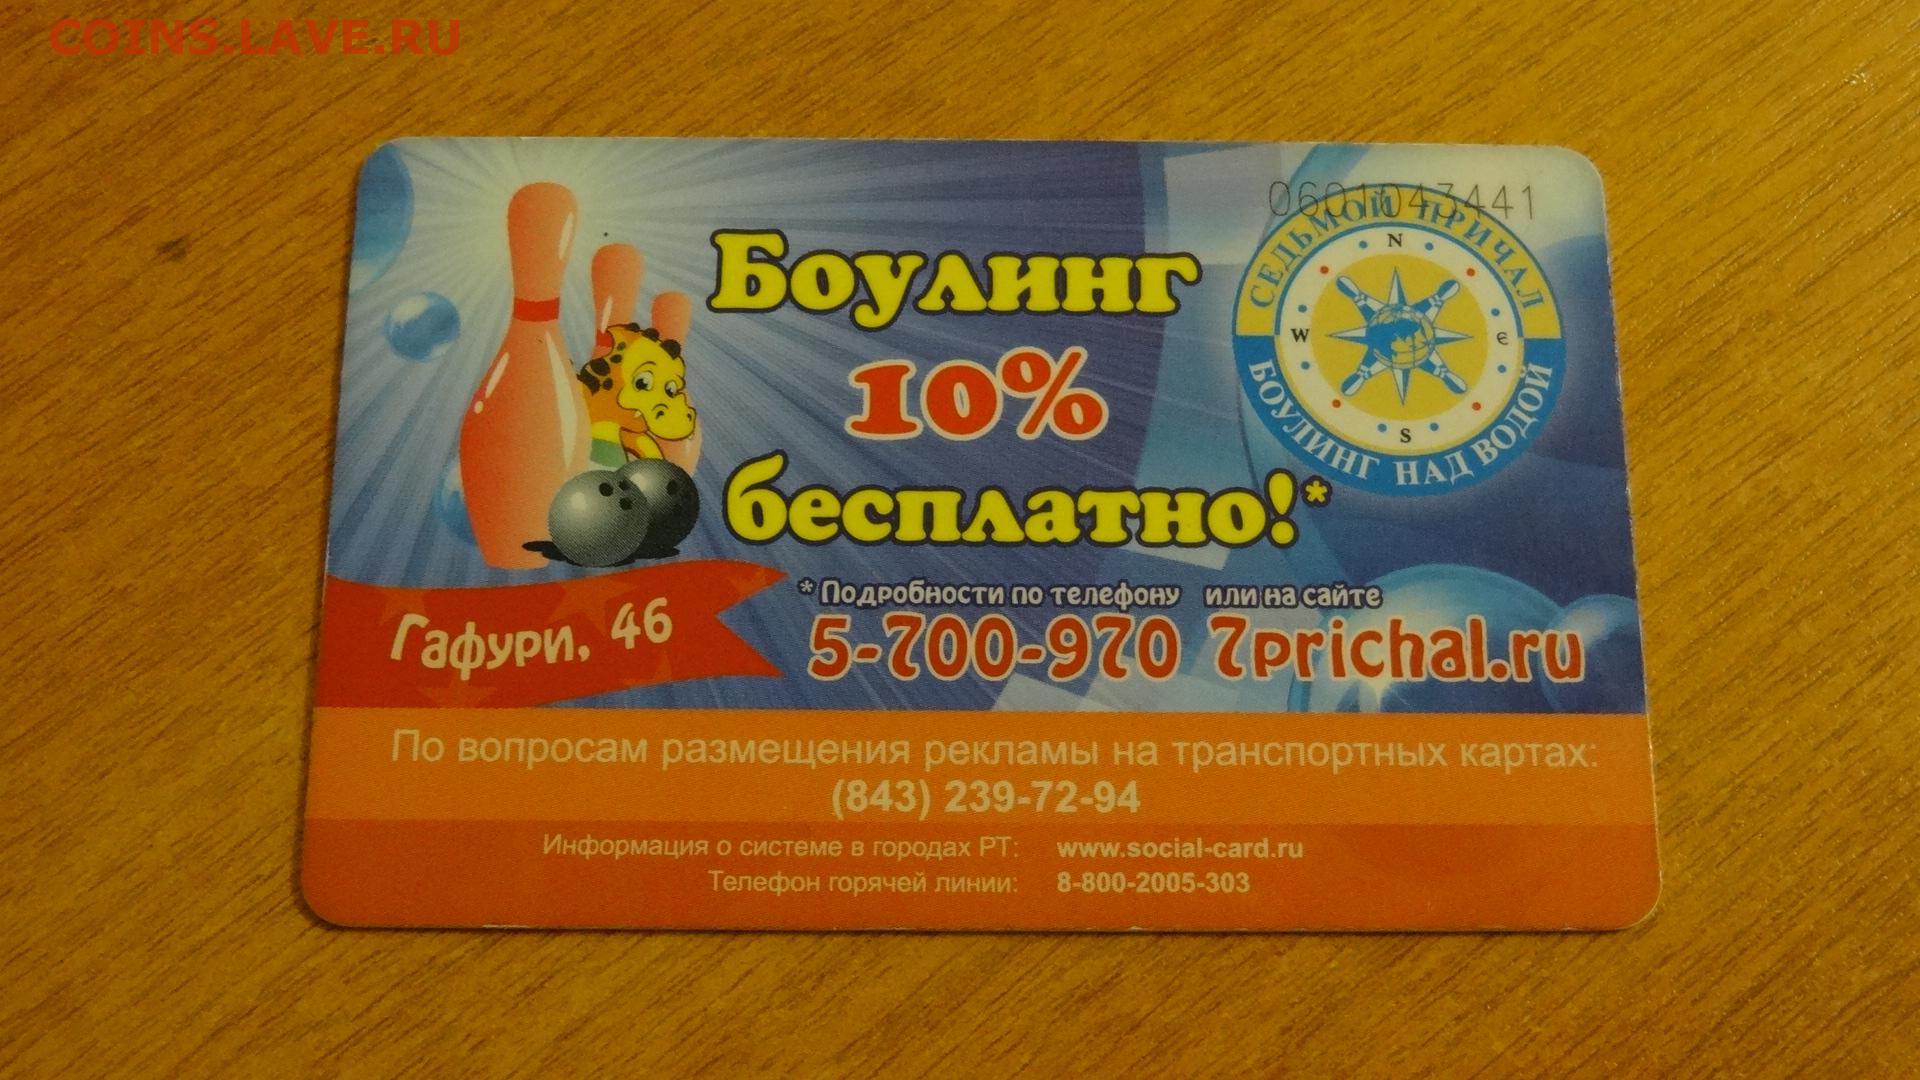 COINS.LAVE.RU
0601043441
СЕДЬМОЙ ПРИЧАЛ
N
W
E
S
БОУЛИНГ НАД ВОДОЙ
Боулинг
10%
бесплатно!*
* Подробности по телефону или на сайте
5-700-970 7prichal.ru
Гафури, 46
По вопросам размещения рекламы на транспортных картах:
(843) 239-72-94
Информация о системе в городах РТ: www.social-card.ru
Телефон горячей линии: 8-800-2005-303